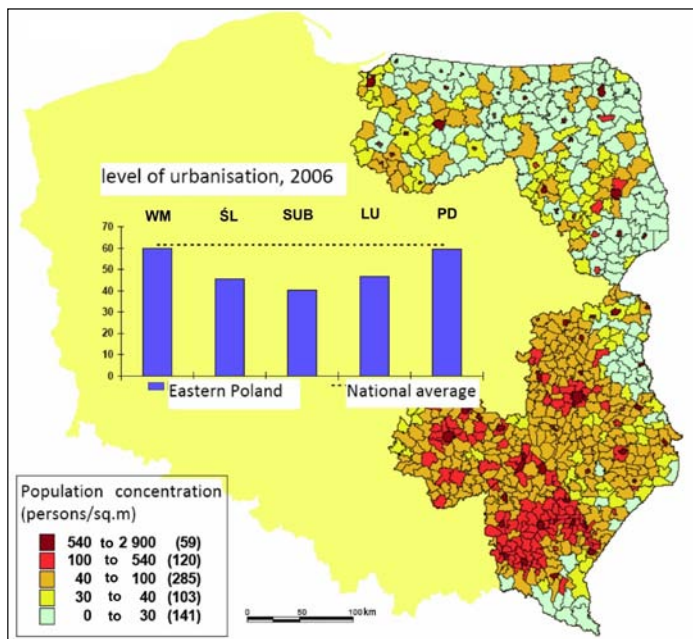 level of urbanisation, 2006
WM ŚL SUB LU PD
70
60
50
40
30
20
10
0
Eastern Poland National average
Population concentration
(persons/sq.m)
540 to 2 900 (59)
100 to 540 (120)
40 to 100 (285)
30 to 40 (103)
0 to 30 (141)
0 50 100 km